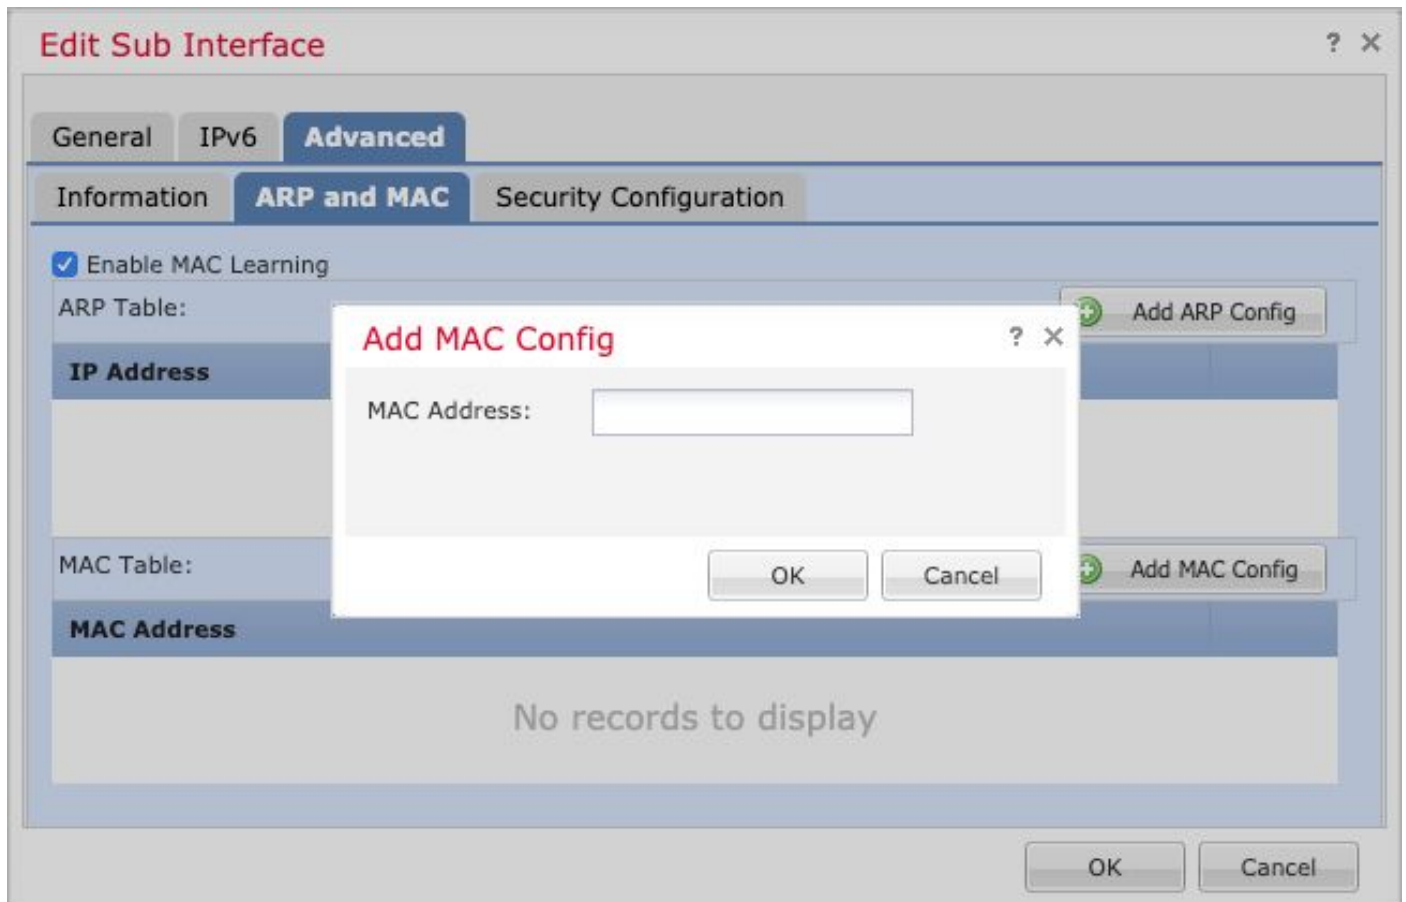 Edit Sub Interface ? ×
General IPv6 Advanced
Information ARP and MAC Security Configuration
Enable MAC Learning
ARP Table: Add ARP Config
IP Address
Add MAC Config ? ×
MAC Address:
OK Cancel
MAC Table: Add MAC Config
MAC Address
No records to display
OK Cancel